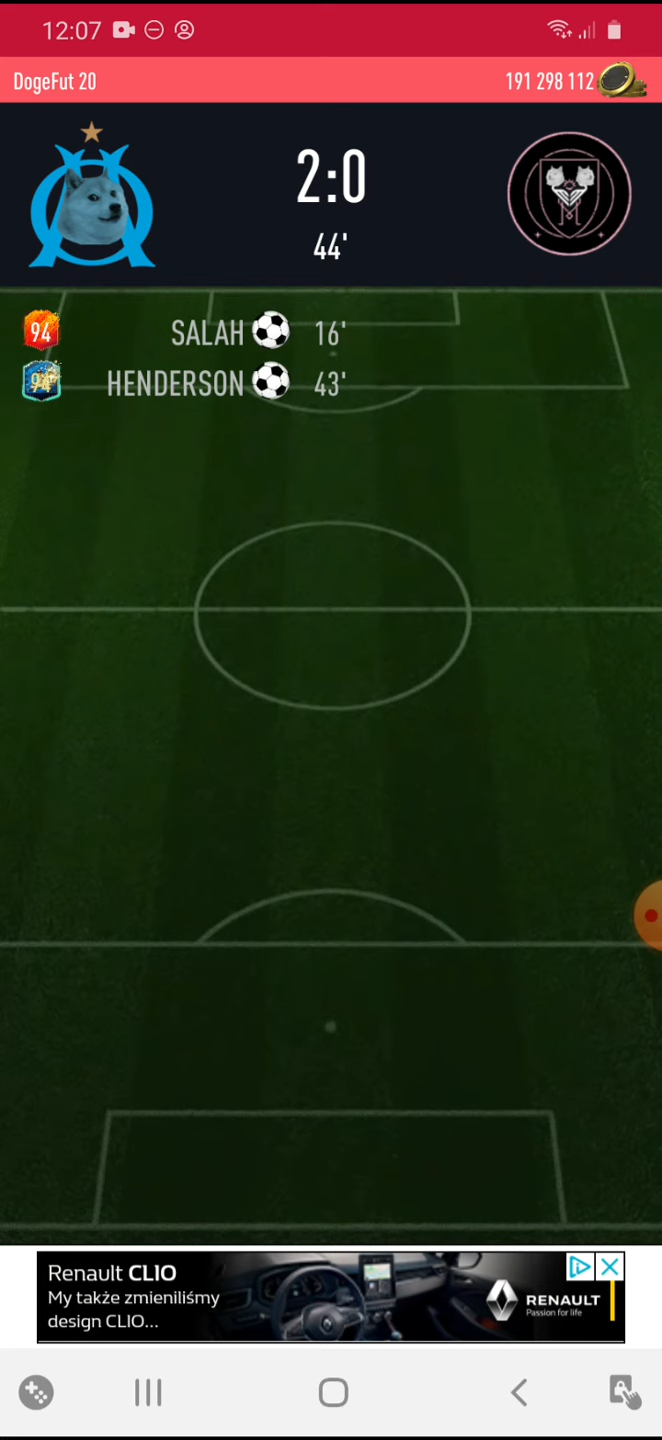 12:07
DogeFut 20
191 298 112
2:0
44'
94 SALAH 16'
HENDERSON 43'
Renault CLIO
My także zmieniliśmy
design CLIO...
RENAULT
Passion for life